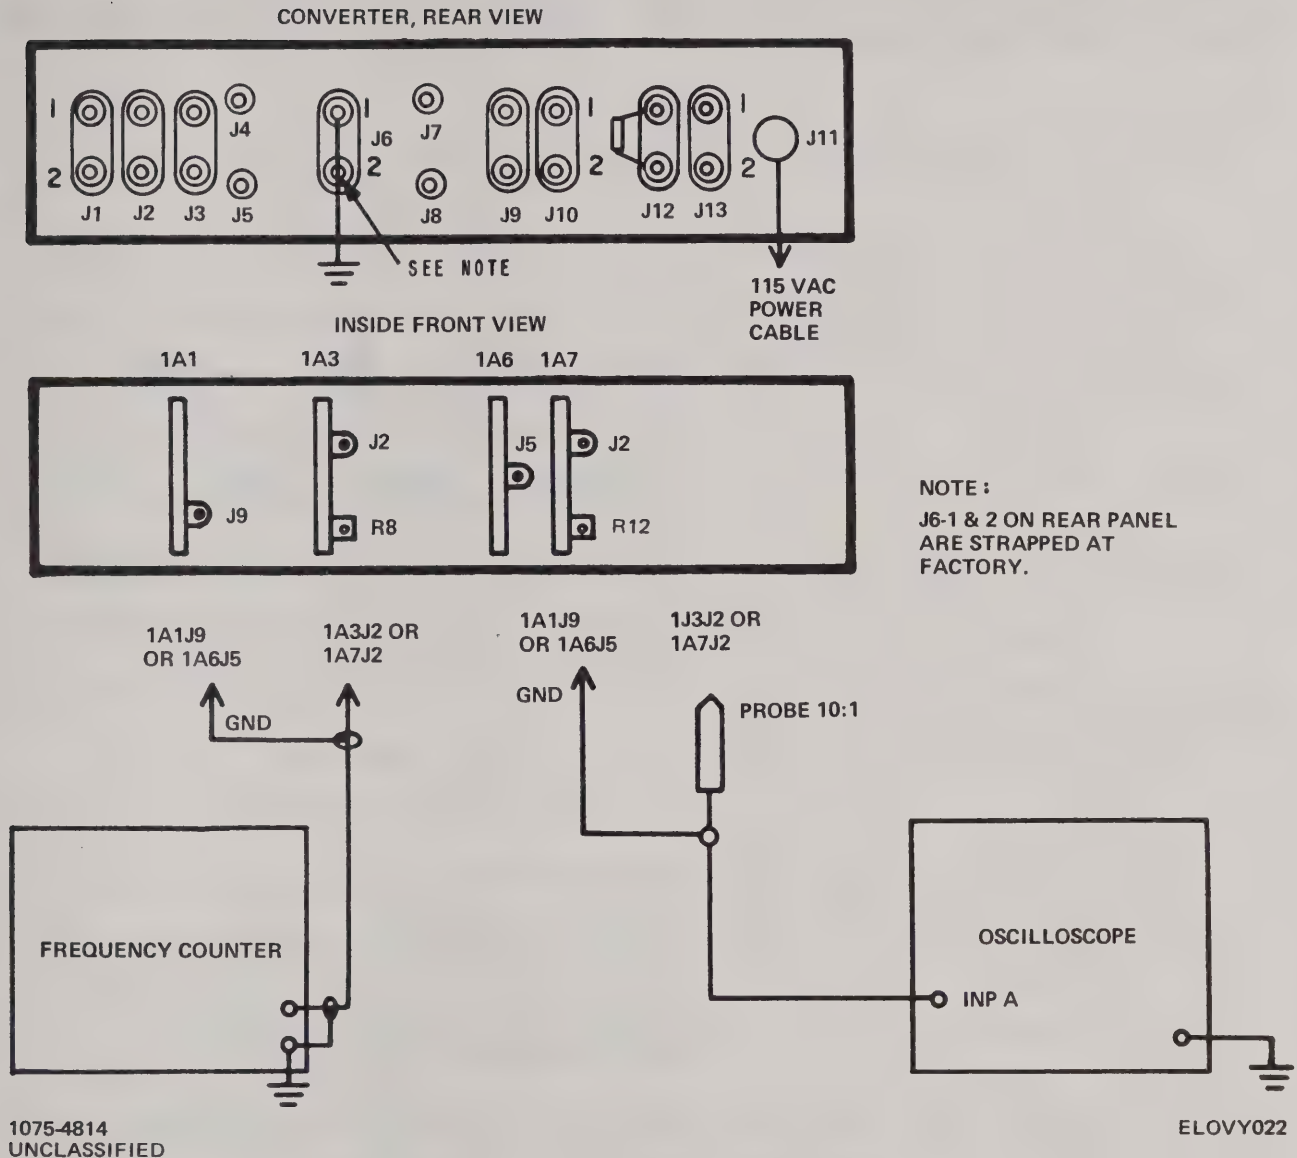 CONVERTER, REAR VIEW
1
2
J1
J2
J3
J4
J5
1
J6
2
J7
J8
J9
J10
1
2
J12
J13
1
2
J11
SEE NOTE
115 VAC
POWER
CABLE
INSIDE FRONT VIEW
1A1
1A3
1A6
1A7
J9
J2
R8
J5
J2
R12
NOTE:
J6-1 & 2 ON REAR PANEL
ARE STRAPPED AT
FACTORY.
1A1J9
OR 1A6J5
1A3J2 OR
1A7J2
GND
1A1J9
OR 1A6J5
1J3J2 OR
1A7J2
GND
PROBE 10:1
FREQUENCY COUNTER
OSCILLOSCOPE
INP A
1075-4814
UNCLASSIFIED
ELOVY022